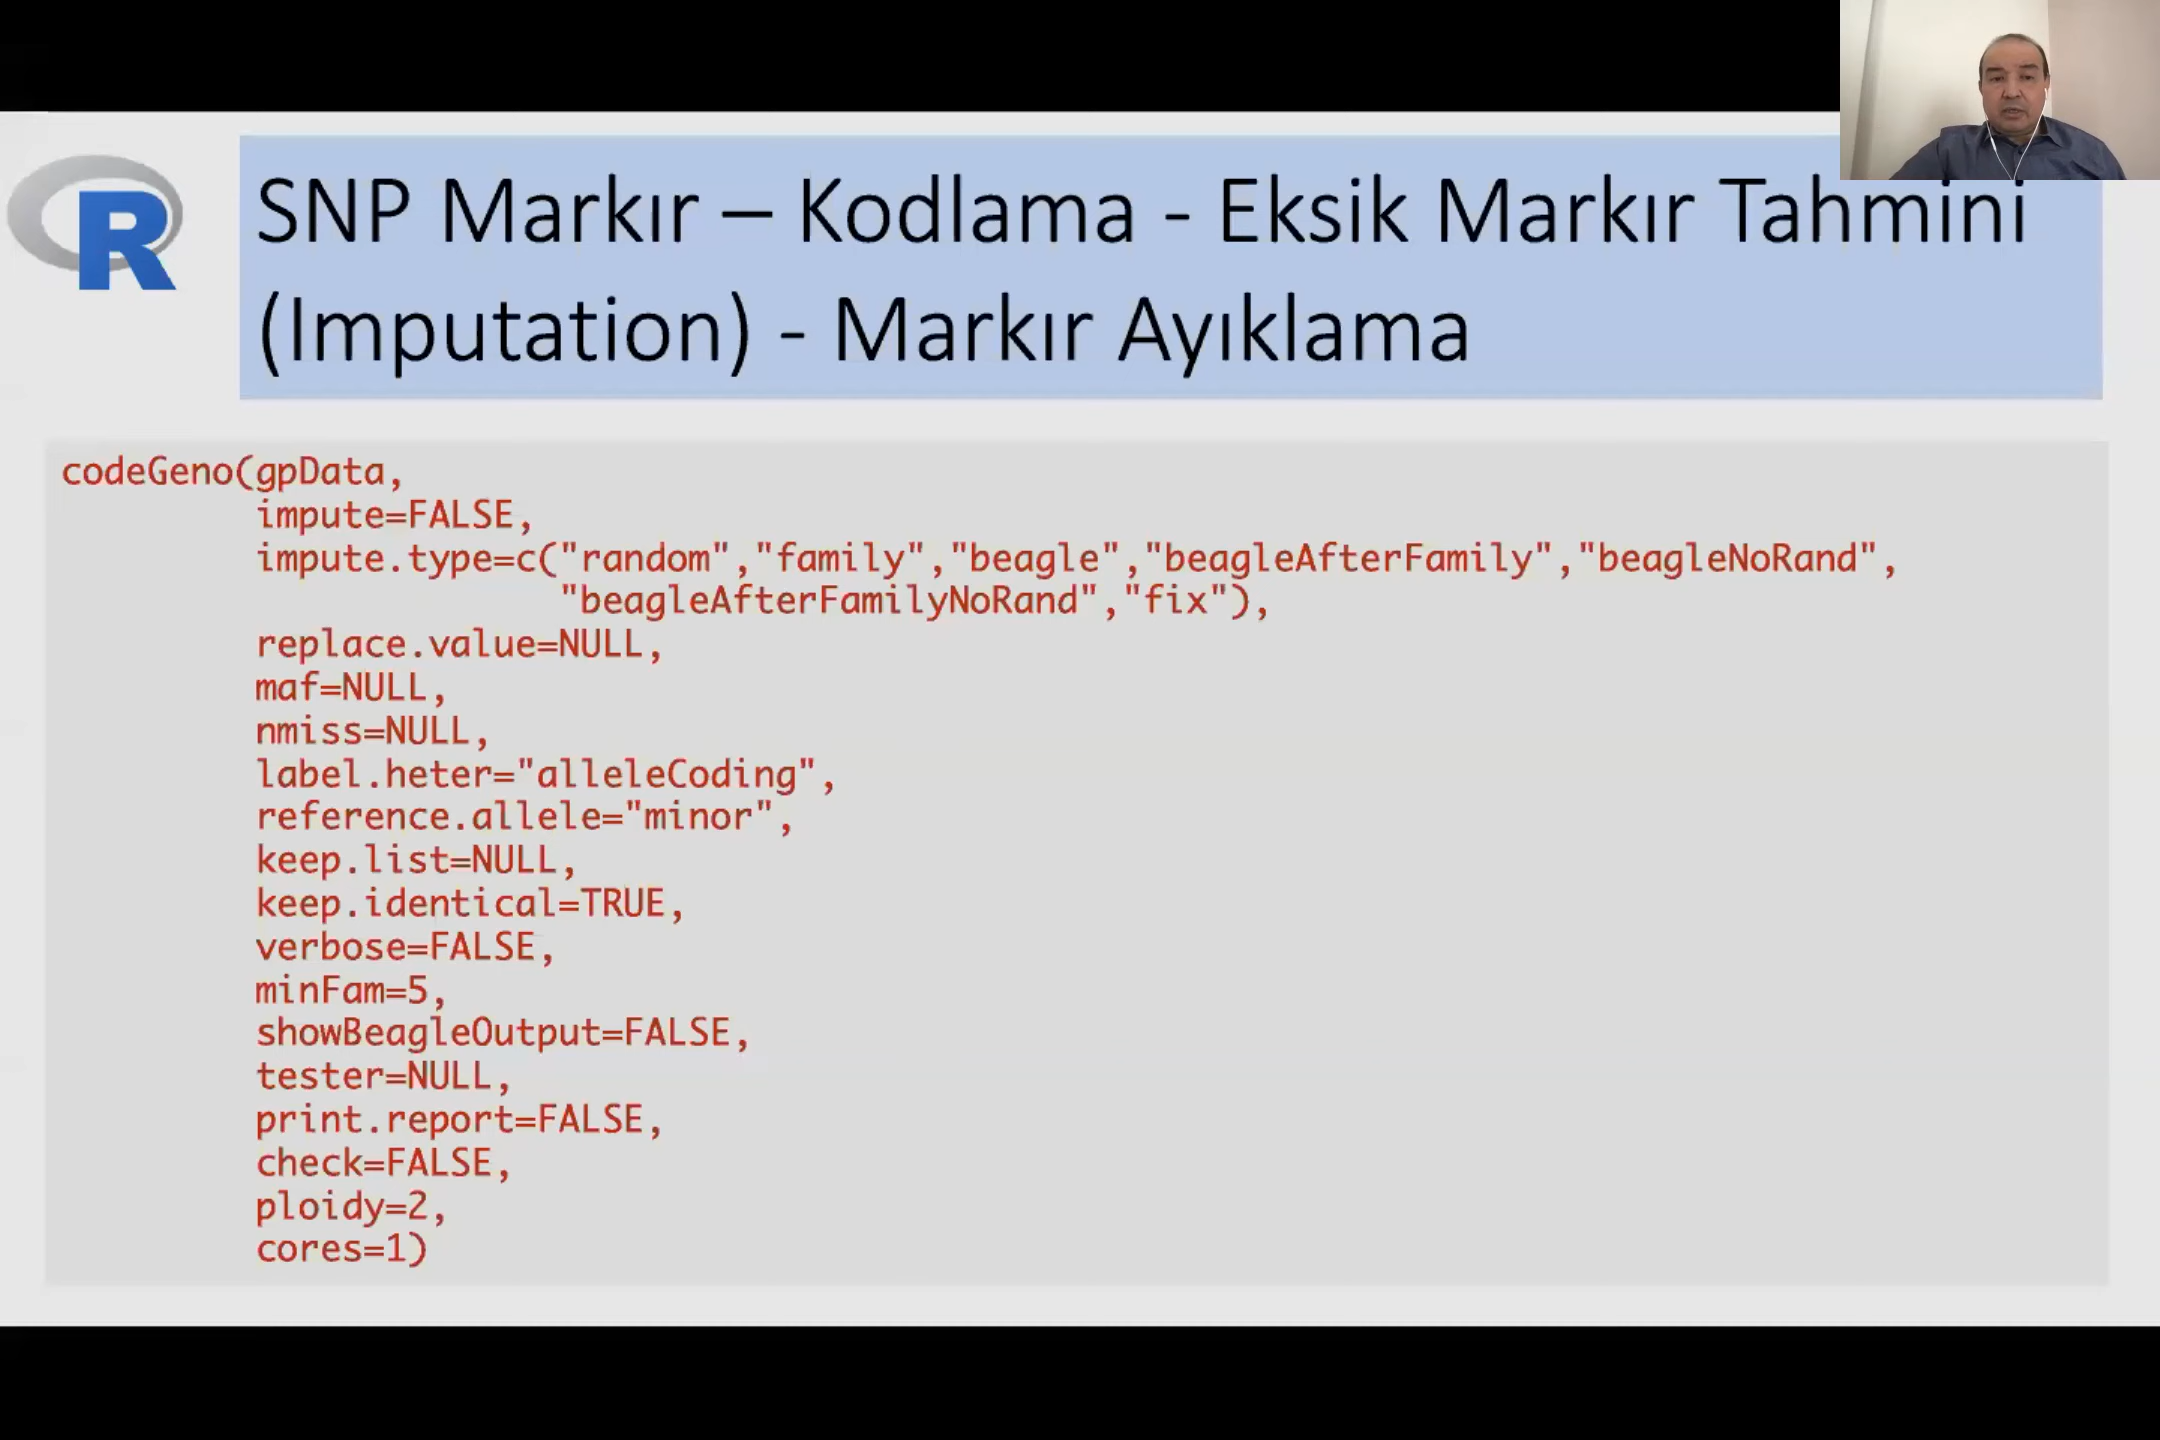 R
SNP Markır – Kodlama - Eksik Markır Tahmini
(Imputation) - Markır Ayıklama
codeGeno(gpData,
impute=FALSE,
impute.type=c("random","family","beagle","beagleAfterFamily","beagleNoRand",
"beagleAfterFamilyNoRand","fix"),
replace.value=NULL,
maf=NULL,
nmiss=NULL,
label.heter="alleleCoding",
reference.allele="minor",
keep.list=NULL,
keep.identical=TRUE,
verbose=FALSE,
minFam=5,
showBeagleOutput=FALSE,
tester=NULL,
print.report=FALSE,
check=FALSE,
ploidy=2,
cores=1)